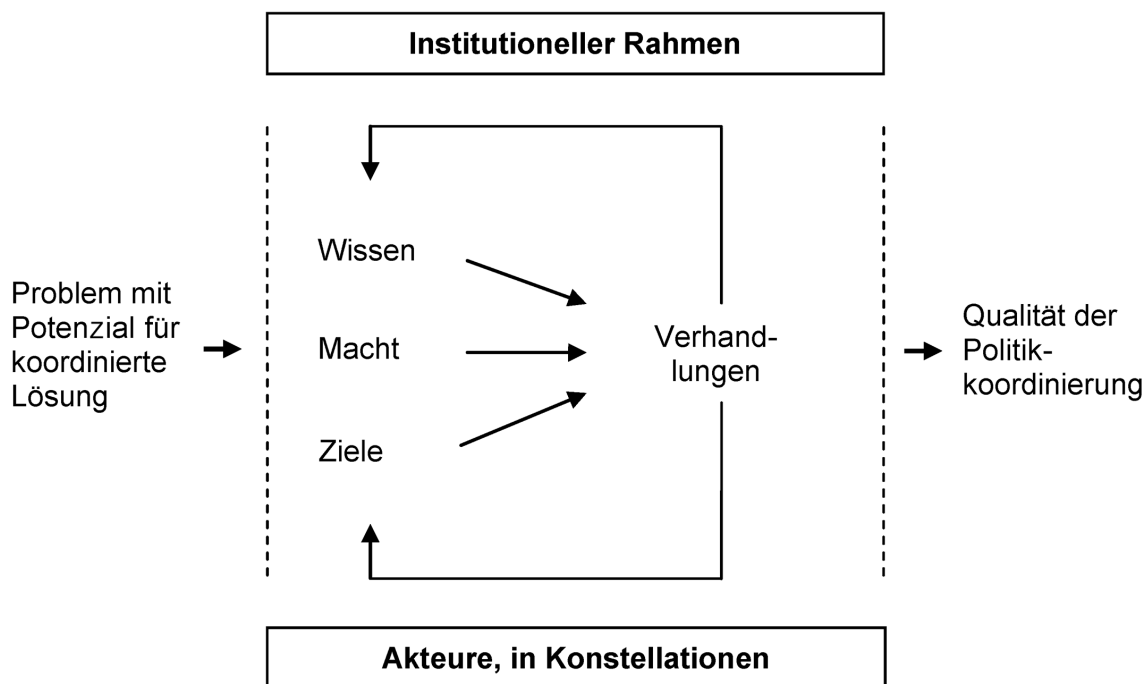 Institutioneller Rahmen
Wissen
Problem mit
Potenzial für
koordinierte
Lösung
Macht
Ziele
Verhand-
lungen
Qualität der
Politik-
koordinierung
Akteure, in Konstellationen